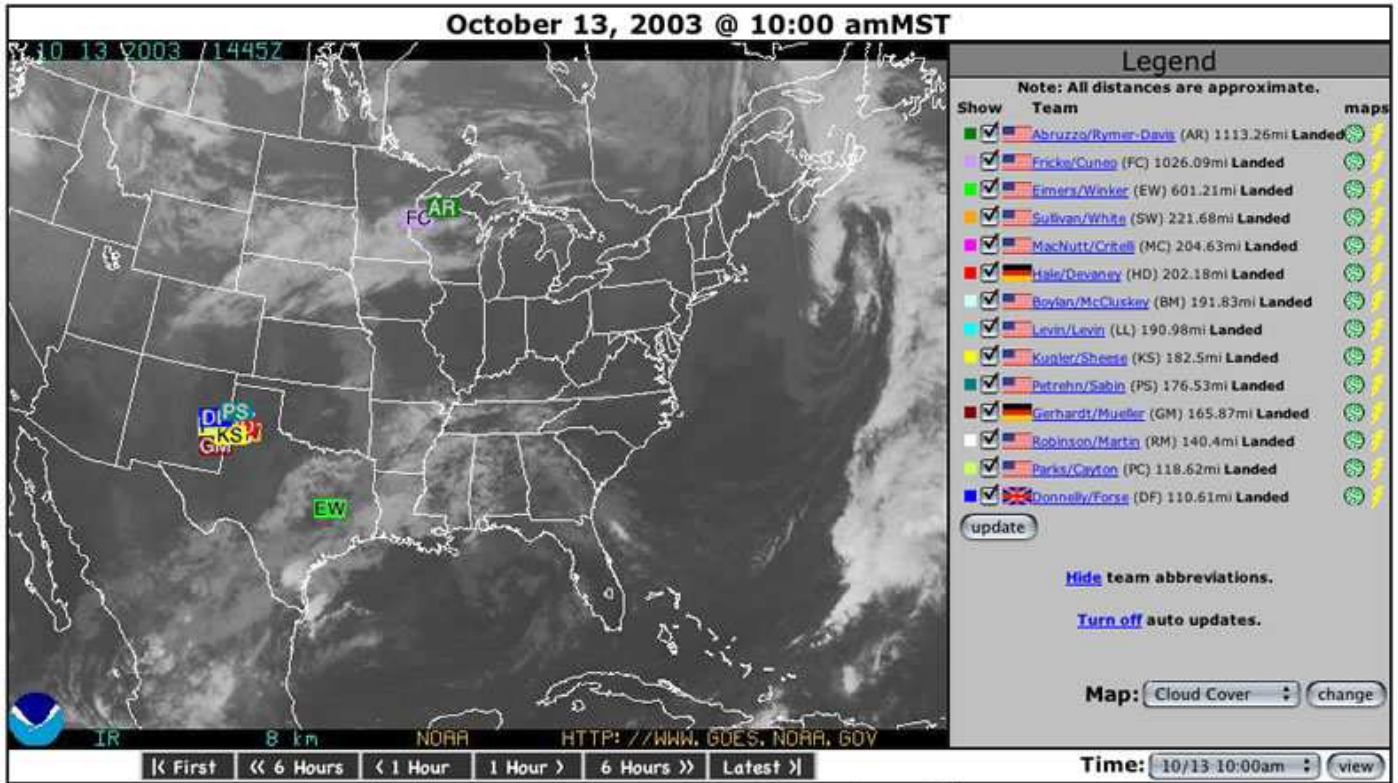 October 13, 2003 @ 10:00 amMST
10 13 2003 1445Z
Legend
Note: All distances are approximate.
Show Team maps
Abruzzo/Rymer-Davis (AR) 1113.26mi Landed
Fricke/Cuneo (FC) 1026.09mi Landed
Eimers/Winker (EW) 601.21mi Landed
Sullivan/White (SW) 221.68mi Landed
MacNutt/Critelli (MC) 204.63mi Landed
Hale/Devaney (HD) 202.18mi Landed
Boylan/McCluskey (BM) 191.83mi Landed
Levin/Levin (LL) 190.98mi Landed
Kugler/Sheese (KS) 182.5mi Landed
Petrehn/Sabin (PS) 176.53mi Landed
Gerhardt/Mueller (GM) 165.87mi Landed
Robinson/Martin (RM) 140.4mi Landed
Parks/Cayton (PC) 118.62mi Landed
Donnelly/Forse (DF) 110.61mi Landed
update
Hide team abbreviations.
Turn off auto updates.
Map: Cloud Cover change
Time: 10/13 10:00am view
FC AR
PS
KS
GM
EW
IR 8 km NOAA HTTP://WWW.GOES.NOAA.GOV
|< First << 6 Hours < 1 Hour 1 Hour > 6 Hours >> Latest >|